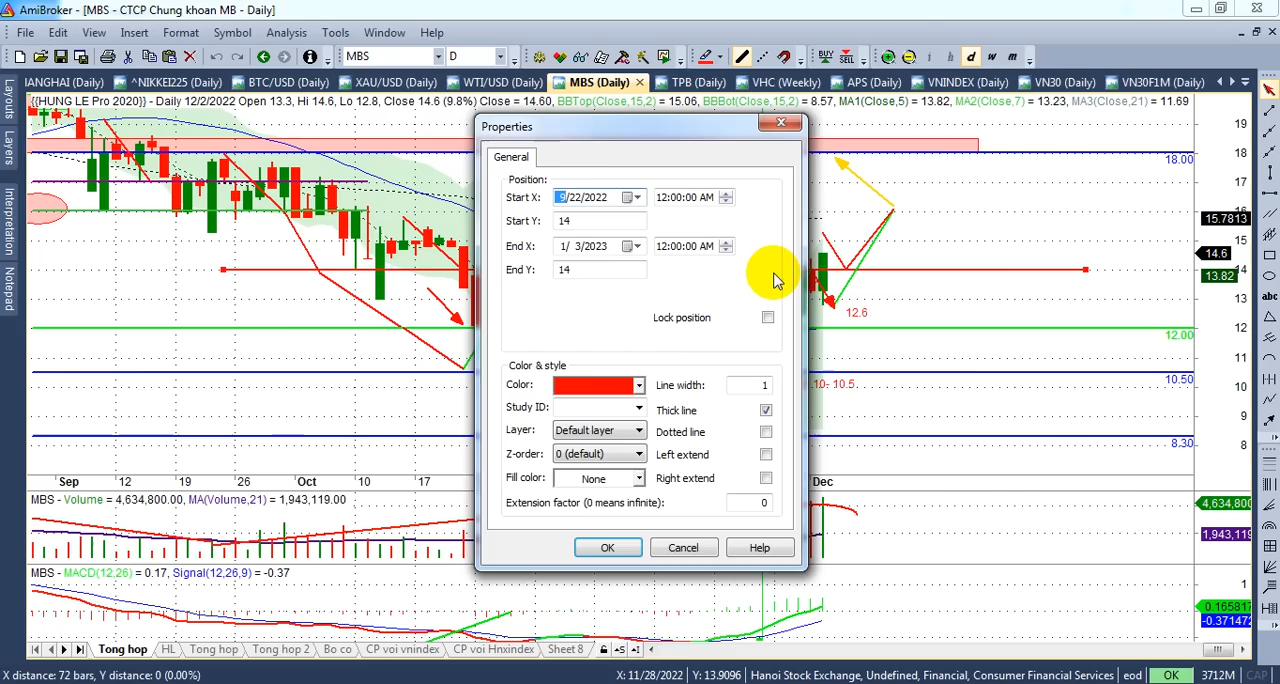 AmiBroker - [MBS - CTCP Chung khoan MB - Daily]
File Edit View Insert Format Symbol Analysis Tools Window Help
MBS D BUY SELL i h d w m
IANGHAI (Daily) ^NIKKEI25 (Daily) BTC/USD (Daily) XAU/USD (Daily) WTI/USD (Daily) MBS (Daily) TPB (Daily) VHC (Weekly) APS (Daily) VNINDEX (Daily) VN30 (Daily) VN30F1M (Daily)
Layouts
Layers
Interpretation
Notepad
{{HUNG LE Pro 2020}} - Daily 12/2/2022 Open 13.3, Hi 14.6, Lo 12.8, Close 14.6 (9.8%) Close = 14.60, BBTop(Close,15,2) = 15.06, BBBot(Close,15,2) = 8.57, MA1(Close,5) = 13.82, MA2(Close,7) = 13.23, MA3(Close,21) = 11.69
19
18
18.00
17
16
15.7813
15
14.6
14
13.82
13
12.6
12
12.00
11
10.50
10
10- 10.5
9
8.30
8
Properties
General
Position:
Start X: 9/22/2022 12:00:00 AM
Start Y: 14
End X: 1/ 3/2023 12:00:00 AM
End Y: 14
Lock position
Color & style
Color: Line width: 1
Study ID: Thick line
Layer: Default layer Dotted line
Z-order: 0 (default) Left extend
Fill color: None Right extend
Extension factor (0 means infinite): 0
OK Cancel Help
Sep 12 19 26 Oct 10 17 Dec
MBS - Volume = 4,634,800.00, MA(Volume,21) = 1,943,119.00
4,634,800
1,943,119
MBS - MACD(12,26) = 0.17, Signal(12,26,9) = -0.37
1
0.165817
-0.371472
Tong hop HL Tong hop Tong hop 2 Bo co CP voi vnindex CP voi Hnxindex Sheet 8
X distance: 72 bars, Y distance: 0 (0.00%) X: 11/28/2022 Y: 13.9096 Hanoi Stock Exchange, Undefined, Financial, Consumer Financial Services eod OK 3712M CAP
abc